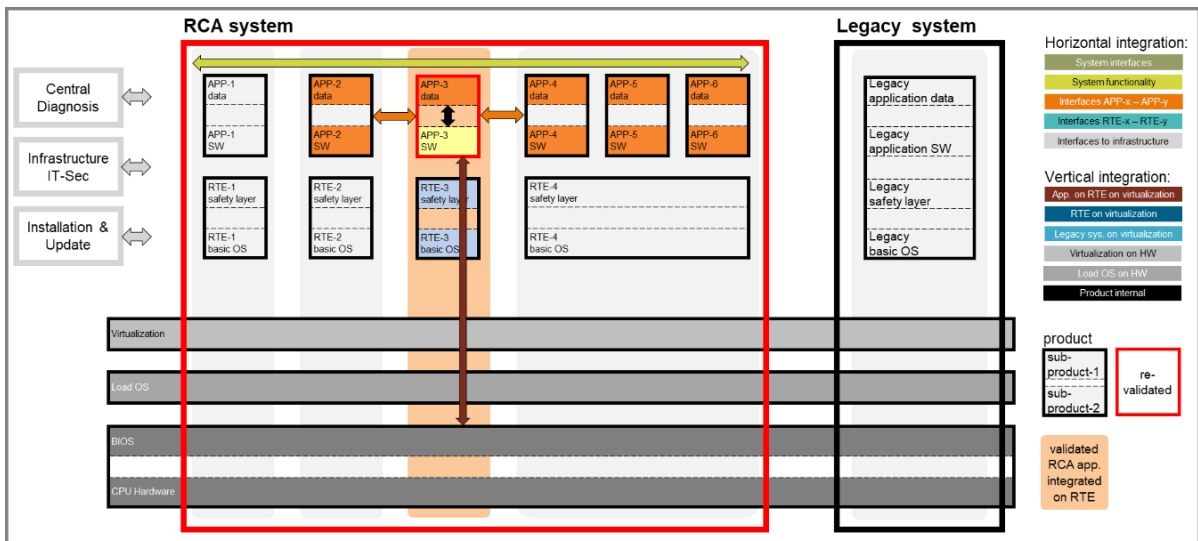 RCA system
Legacy system
Horizontal integration:
System interfaces
System functionality
Interfaces APP-x – APP-y
Interfaces RTE-x – RTE-y
Interfaces to infrastructure
Central
Diagnosis
Infrastructure
IT-Sec
Installation &
Update
APP-1
data
APP-1
SW
APP-2
data
APP-2
SW
APP-3
data
APP-3
SW
APP-4
data
APP-4
SW
APP-5
data
APP-5
SW
APP-6
data
APP-6
SW
RTE-1
safety layer
RTE-1
basic OS
RTE-2
safety layer
RTE-2
basic OS
RTE-3
safety layer
RTE-3
basic OS
RTE-4
safety layer
RTE-4
basic OS
Legacy
application data
Legacy
application SW
Legacy
safety layer
Legacy
basic OS
Vertical integration:
App. on RTE on virtualization
RTE on virtualization
Legacy sys. on virtualization
Virtualization on HW
Load OS on HW
Product internal
Virtualization
Load OS
BIOS
CPU Hardware
product
sub-
product-1
sub-
product-2
re-
validated
validated
RCA app.
integrated
on RTE